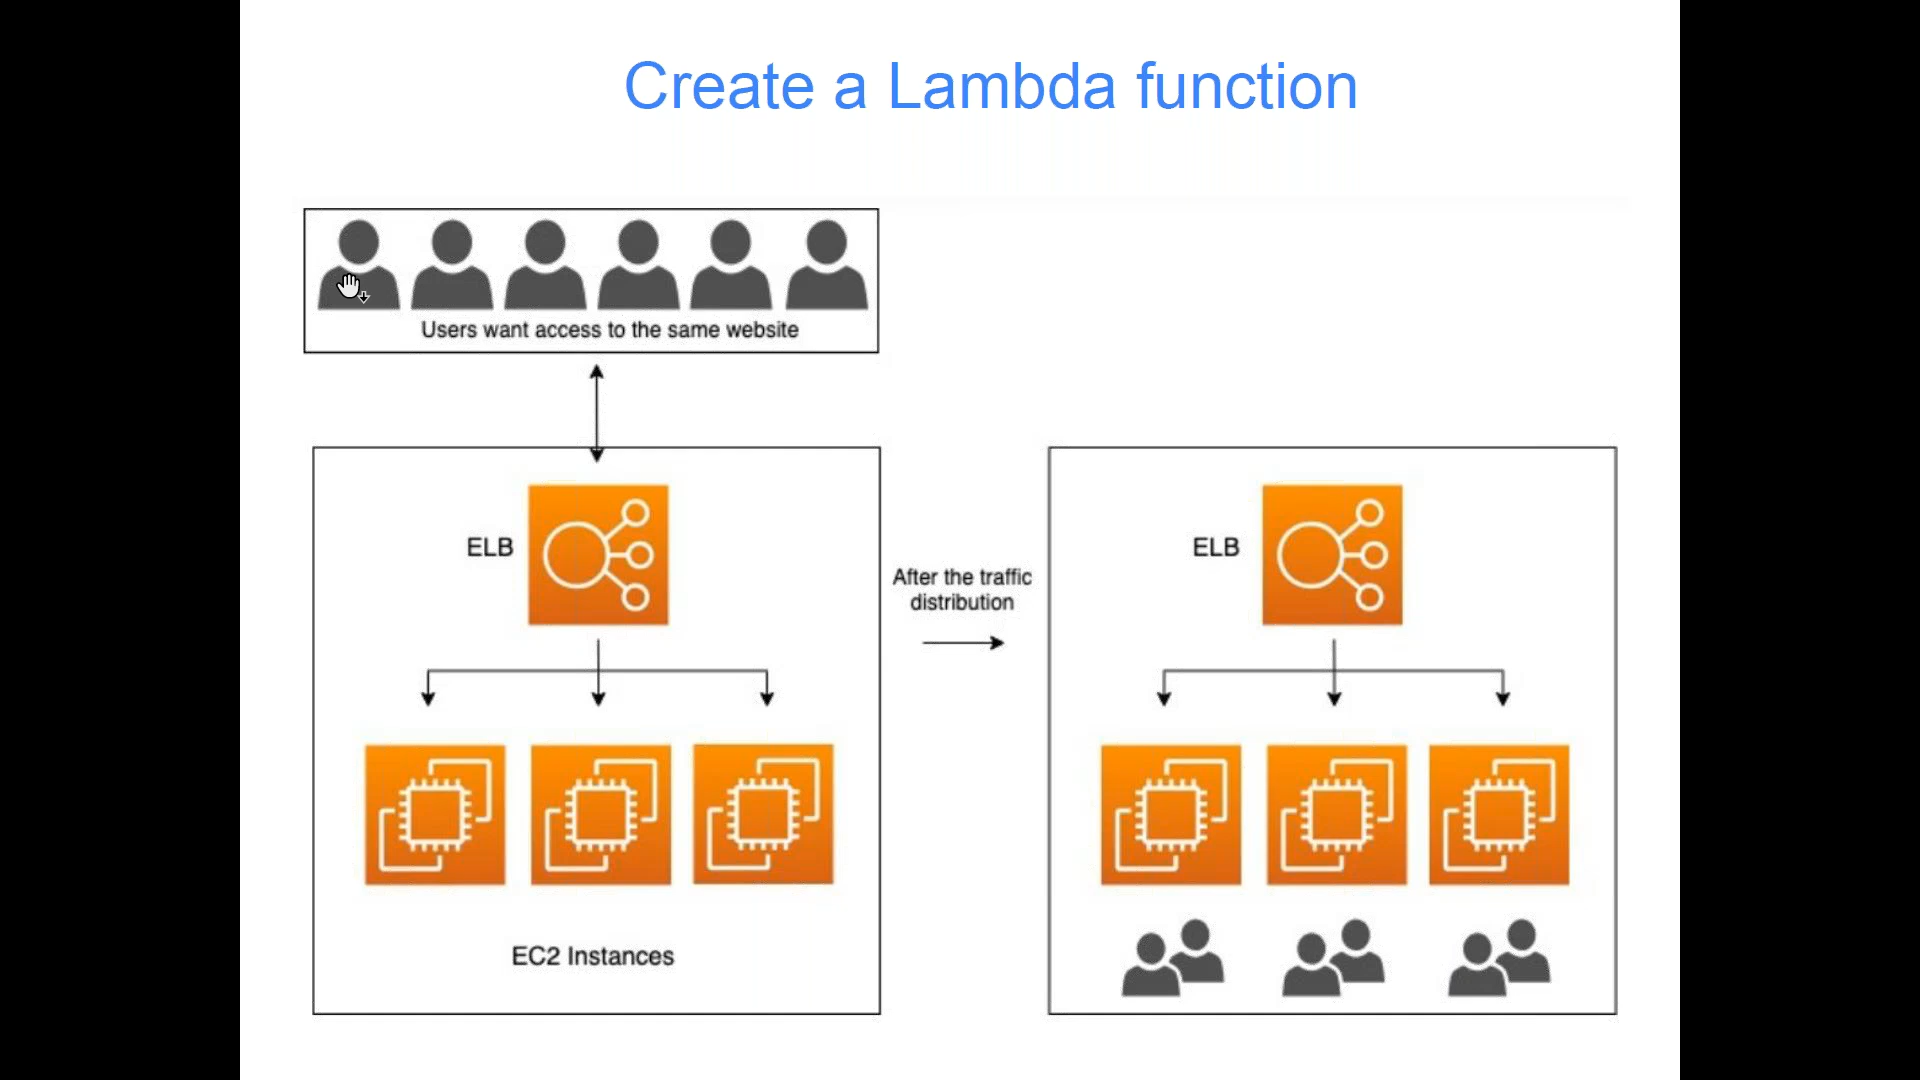 Create a Lambda function
Users want access to the same website
ELB
After the traffic
distribution
ELB
EC2 Instances